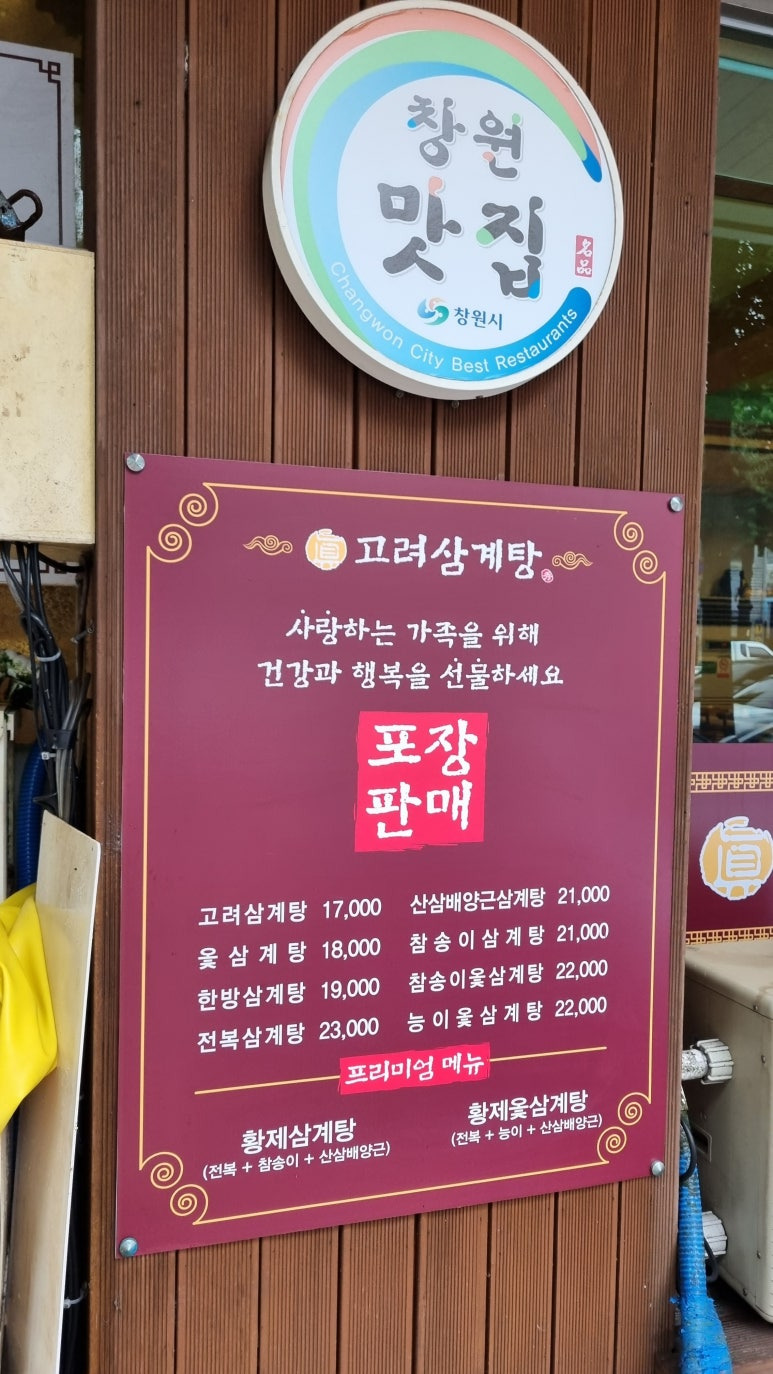 창원
맛집
名品
창원시
Changwon City Best Restaurants
眞 고려삼계탕
사랑하는 가족을 위해
건강과 행복을 선물하세요
포장
판매
고려삼계탕 17,000
옻삼계탕 18,000
한방삼계탕 19,000
전복삼계탕 23,000
산삼배양근삼계탕 21,000
참송이삼계탕 21,000
참송이옻삼계탕 22,000
능이옻삼계탕 22,000
프리미엄 메뉴
황제삼계탕
(전복 + 참송이 + 산삼배양근)
황제옻삼계탕
(전복 + 능이 + 산삼배양근)
眞